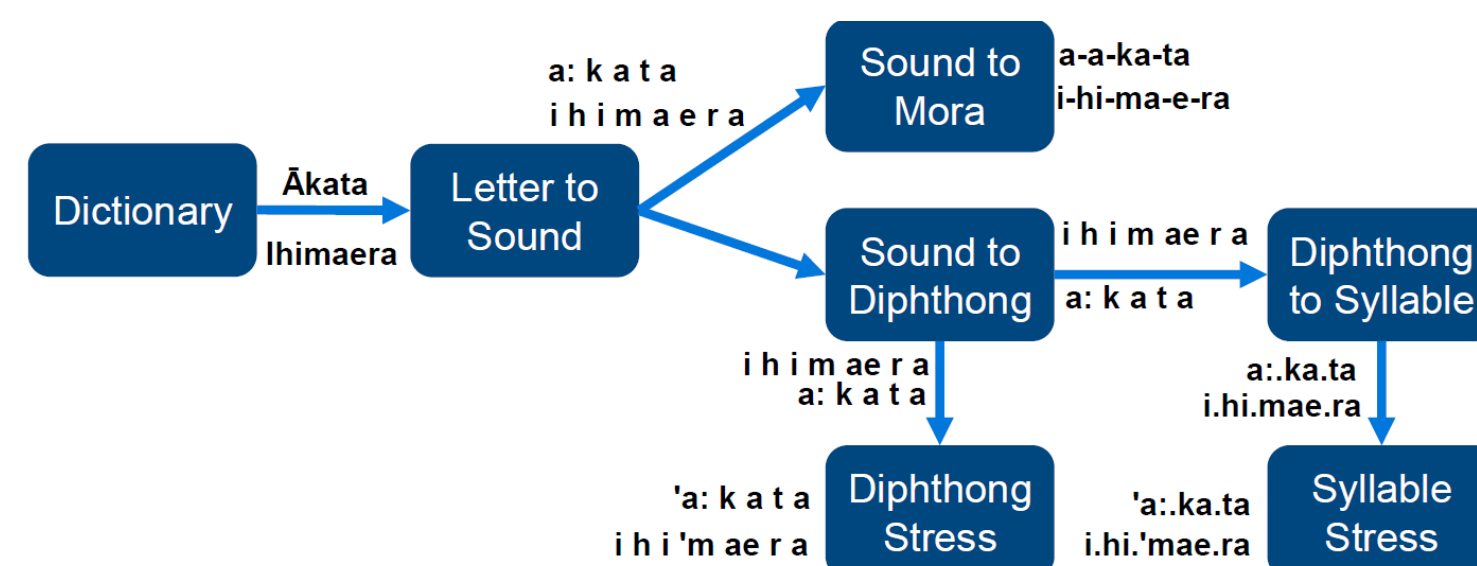 a: k a t a
i h i m a e r a
Sound to
Mora
a-a-ka-ta
i-hi-ma-e-ra
Dictionary
Ākata
Ihimaera
Letter to
Sound
Sound to
Diphthong
i h i m ae r a
a: k a t a
Diphthong
to Syllable
i h i m ae r a
a: k a t a
a:.ka.ta
i.hi.mae.ra
'a: k a t a
i h i 'm ae r a
Diphthong
Stress
'a:.ka.ta
i.hi.'mae.ra
Syllable
Stress